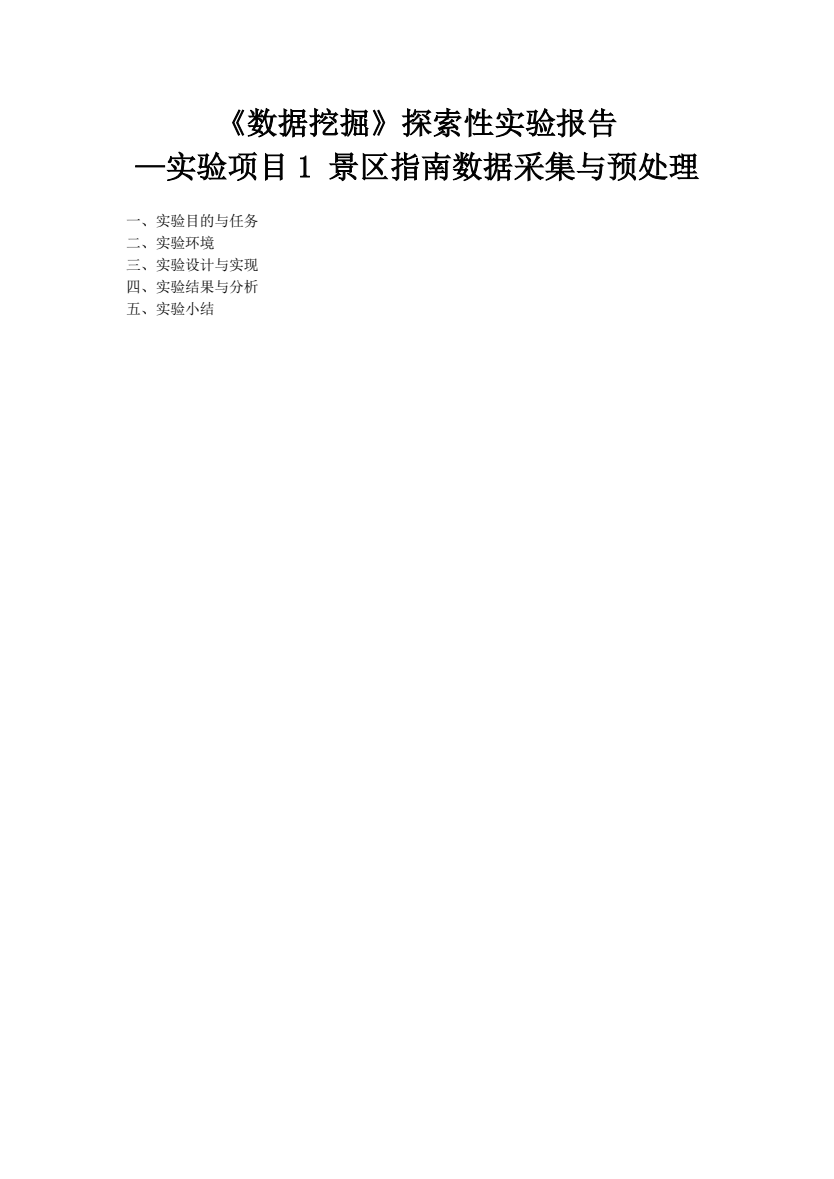 《数据挖掘》探索性实验报告
—实验项目1 景区指南数据采集与预处理
一、实验目的与任务
二、实验环境
三、实验设计与实现
四、实验结果与分析
五、实验小结